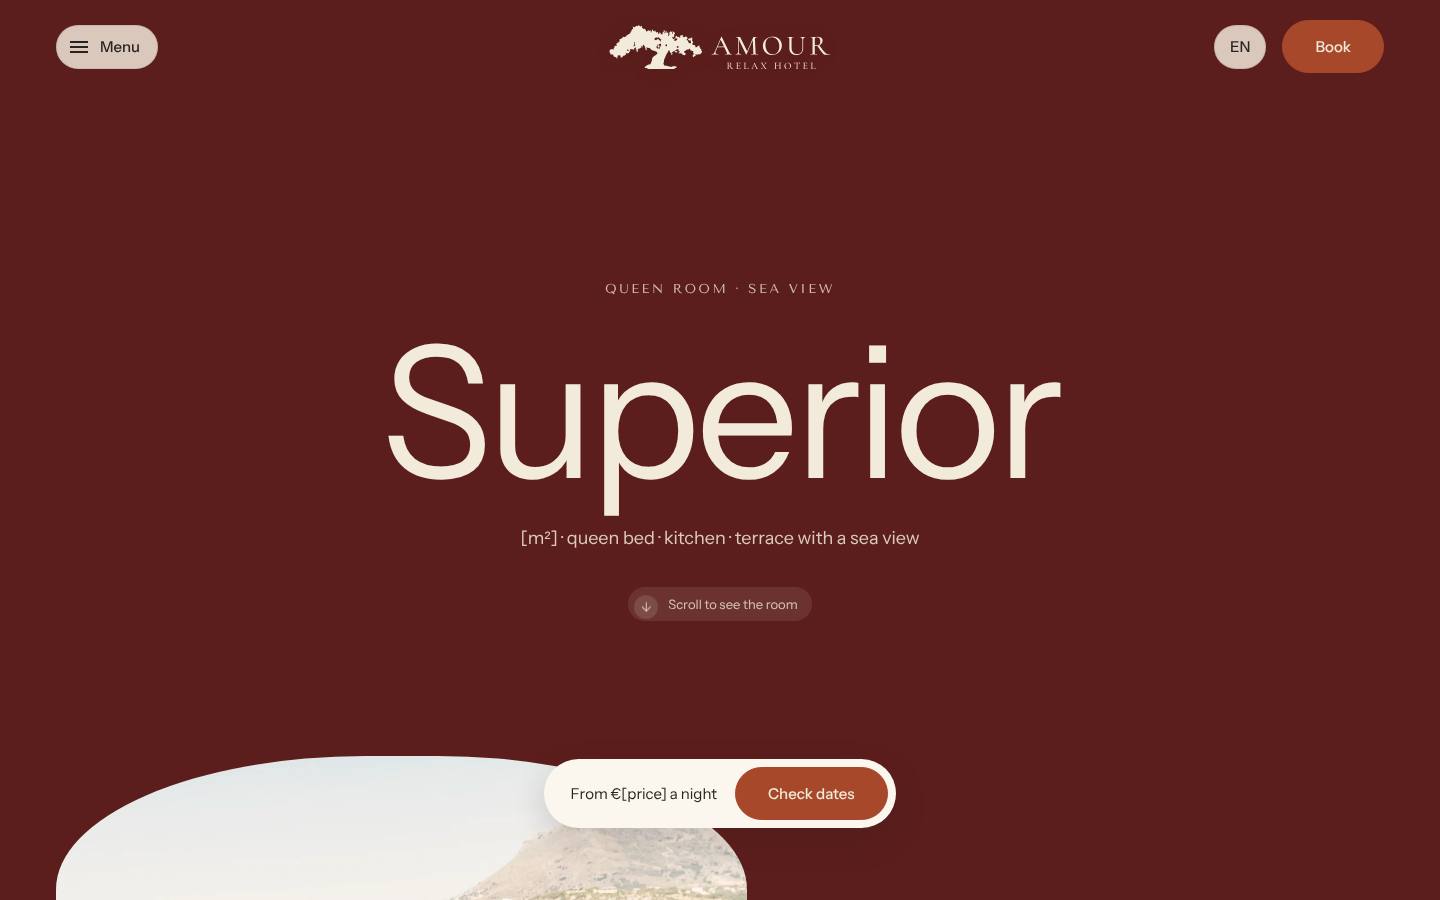 Menu
AMOUR
RELAX HOTEL
EN
Book
QUEEN ROOM · SEA VIEW
Superior
[m²] · queen bed · kitchen · terrace with a sea view
Scroll to see the room
From €[price] a night
Check dates